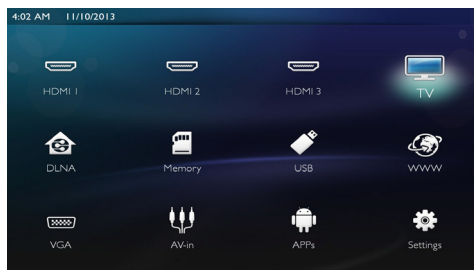 4:02 AM 11/10/2013
HDMI 1 HDMI 2 HDMI 3 TV
DLNA Memory USB WWW
VGA AV-in APPs Settings